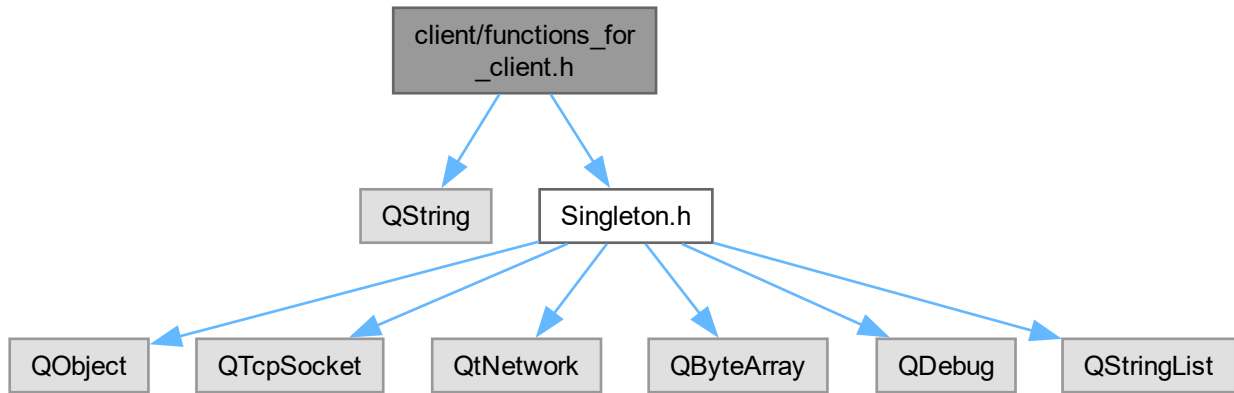 client/functions_for
_client.h
QString
Singleton.h
QObject
QTcpSocket
QtNetwork
QByteArray
QDebug
QStringList